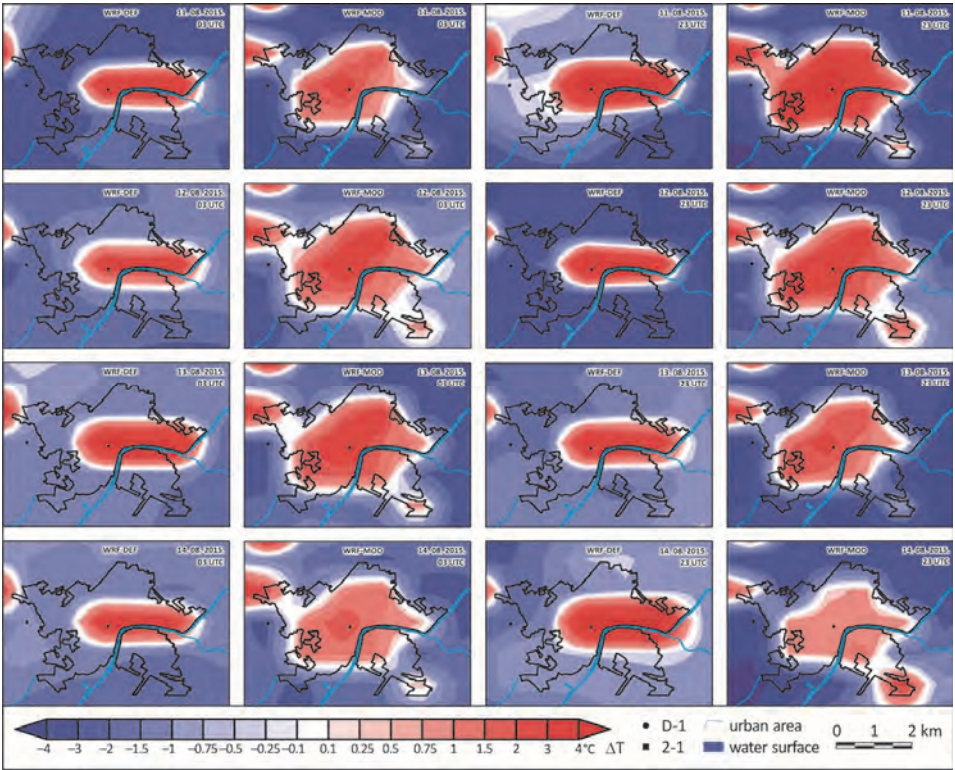 WRF-DEF 11. 08. 2015.
03 UTC
WRF-MOD 11. 08. 2015.
03 UTC
WRF-DEF 11. 08. 2015.
23 UTC
WRF-MOD 11. 08. 2015.
23 UTC
WRF-DEF 12. 08. 2015.
03 UTC
WRF-MOD 12. 08. 2015.
03 UTC
WRF-DEF 12. 08. 2015.
23 UTC
WRF-MOD 12. 08. 2015.
23 UTC
WRF-DEF 13. 08. 2015.
03 UTC
WRF-MOD 13. 08. 2015.
03 UTC
WRF-DEF 13. 08. 2015.
23 UTC
WRF-MOD 13. 08. 2015.
23 UTC
WRF-DEF 14. 08. 2015.
03 UTC
WRF-MOD 14. 08. 2015.
03 UTC
WRF-DEF 14. 08. 2015.
23 UTC
WRF-MOD 14. 08. 2015.
23 UTC
−4 −3 −2 −1.5 −1 −0.75 −0.5 −0.25 −0.1 0.1 0.25 0.5 0.75 1 1.5 2 3 4°C ΔT
D-1 urban area 0 1 2 km
2-1 water surface